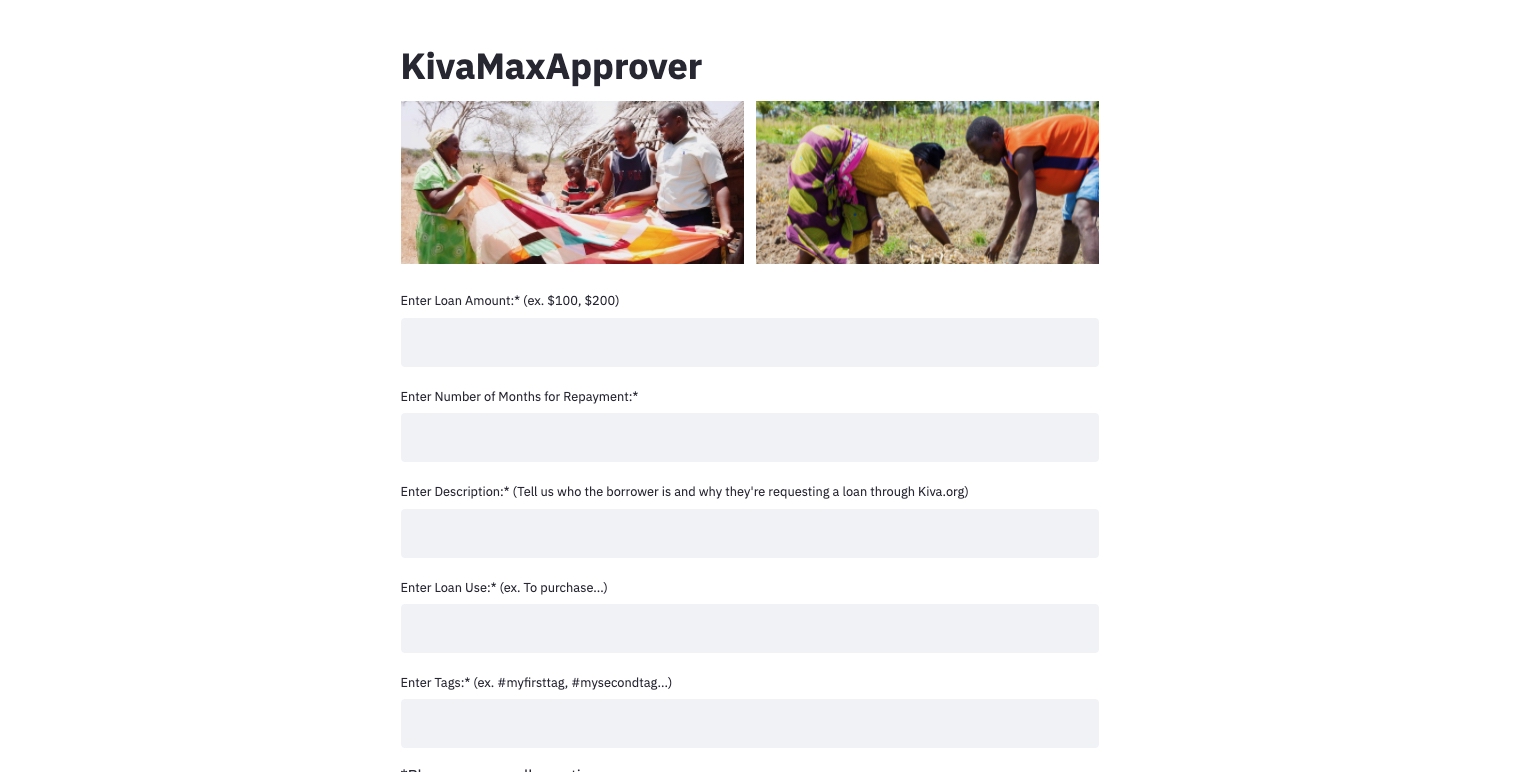 KivaMaxApprover
Enter Loan Amount:* (ex. $100, $200)
Enter Number of Months for Repayment:*
Enter Description:* (Tell us who the borrower is and why they're requesting a loan through Kiva.org)
Enter Loan Use:* (ex. To purchase...)
Enter Tags:* (ex. #myfirsttag, #mysecondtag...)